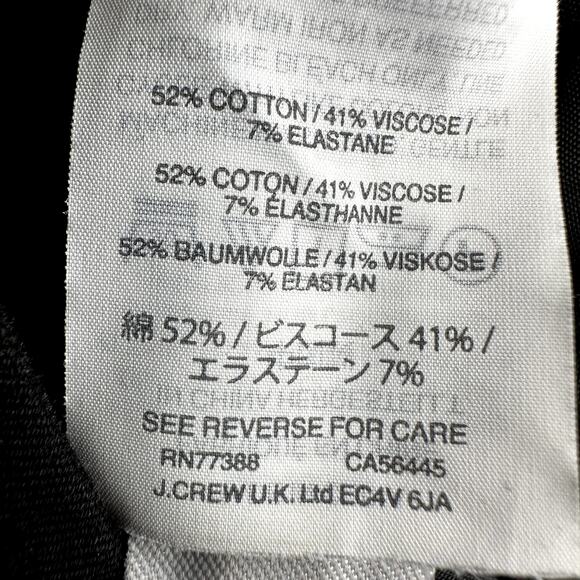 52% COTTON / 41% VISCOSE /
7% ELASTANE
52% COTON / 41% VISCOSE /
7% ELASTHANNE
52% BAUMWOLLE / 41% VISKOSE /
7% ELASTAN
綿 52% / ビスコース 41% /
エラステーン 7%
SEE REVERSE FOR CARE
RN77388 CA56445
J.CREW U.K. Ltd EC4V 6JA